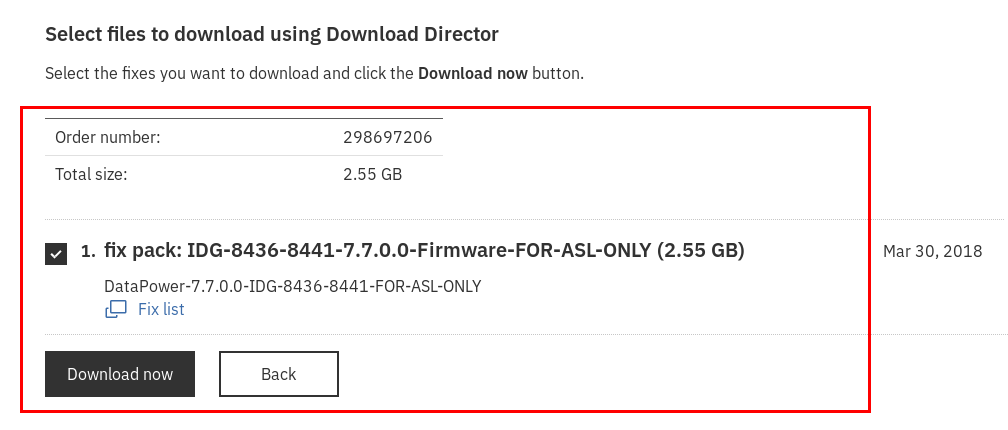 Select files to download using Download Director
Select the fixes you want to download and click the Download now button.
Order number: 298697206
Total size: 2.55 GB
1. fix pack: IDG-8436-8441-7.7.0.0-Firmware-FOR-ASL-ONLY (2.55 GB) Mar 30, 2018
DataPower-7.7.0.0-IDG-8436-8441-FOR-ASL-ONLY
Fix list
Download now Back